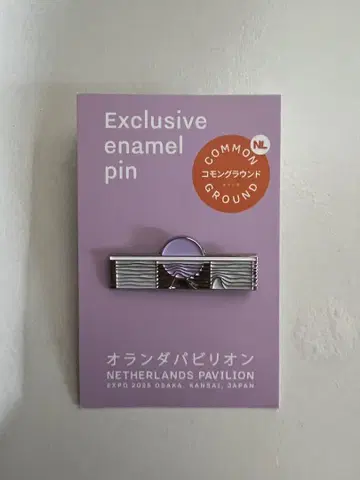 Exclusive
enamel
pin
NL
COMMON
コモングラウンド
GROUND
オランダパビリオン
NETHERLANDS PAVILION
EXPO 2025 OSAKA, KANSAI, JAPAN